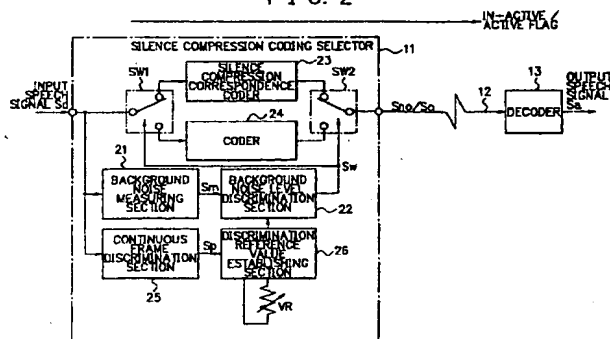 F I G. 2
IN-ACTIVE /
ACTIVE FLAG
SILENCE COMPRESSION CODING SELECTOR
11
INPUT
SPEECH
SIGNAL Sd
SW1
23
SILENCE
COMPRESSION
CORRESPONDENCE
CODER
SW2
24
CODER
Sno/So
12
13
DECODER
OUTPUT
SPEECH
SIGNAL
Sa
Sw
21
BACKGROUND
NOISE
MEASURING
SECTION
Sm
BACKGROUND
NOISE LEVEL
DISCRIMINATION
SECTION
22
CONTINUOUS
FRAME
DISCRIMINATION
SECTION
25
Sp
DISCRIMINATION
REFERENCE
VALUE
ESTABLISHING
SECTION
26
VR